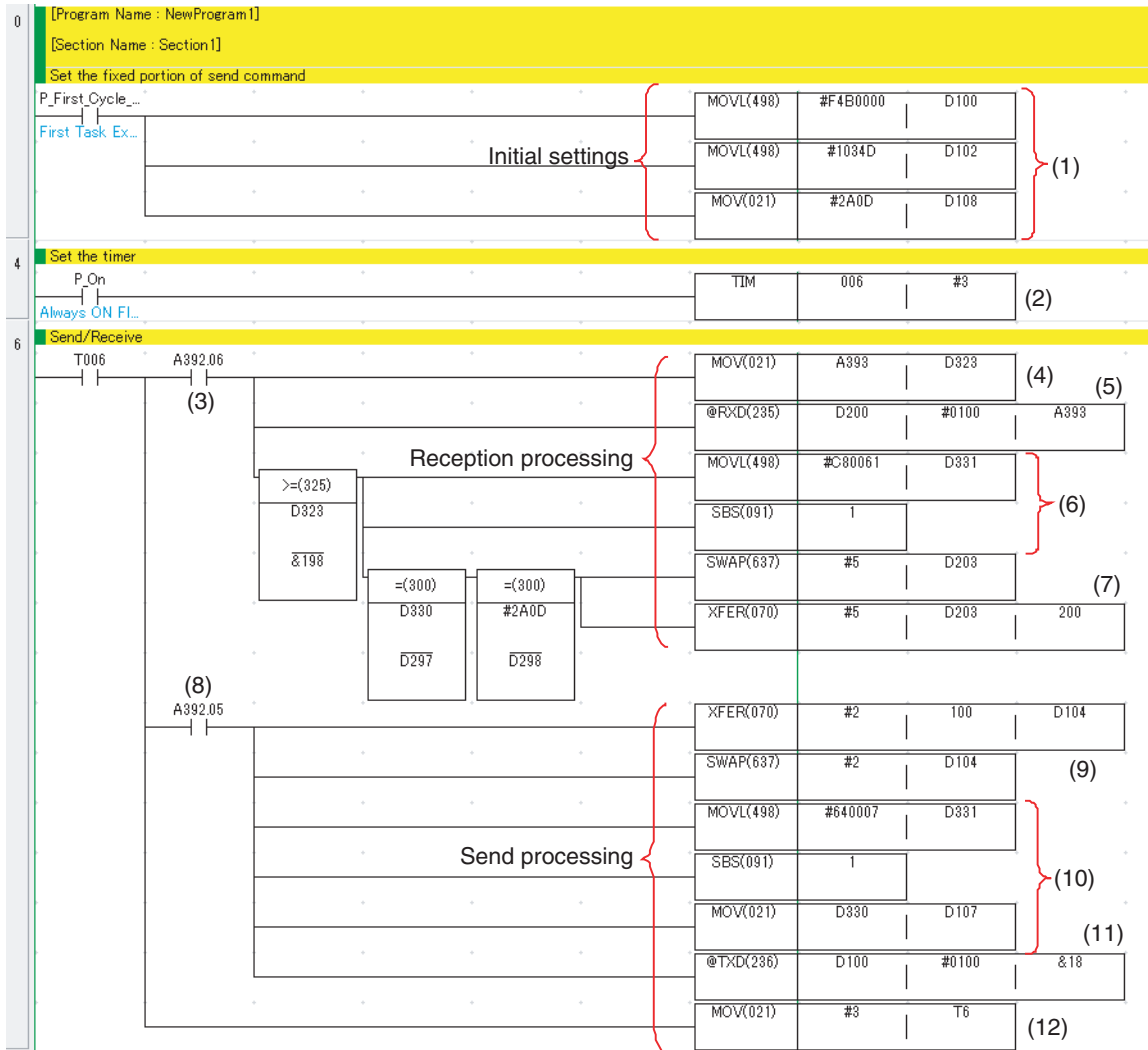 0
[Program Name : NewProgram1]
[Section Name : Section1]
Set the fixed portion of send command
P_First_Cycle_...
First Task Ex...
MOVL(498) #F4B0000 D100
Initial settings
MOVL(498) #1034D D102
(1)
MOV(021) #2A0D D108
4
Set the timer
P_On
Always ON Fl...
TIM 006 #3
(2)
6
Send/Receive
T006 A392.06
(3)
MOV(021) A393 D323
(4)
(5)
@RXD(235) D200 #0100 A393
Reception processing
MOVL(498) #C80061 D331
>=(325)
D323
&198
(6)
SBS(091) 1
SWAP(637) #5 D203
(7)
=(300)
D330
D297
=(300)
#2A0D
D298
XFER(070) #5 D203 200
(8)
A392.05
XFER(070) #2 100 D104
SWAP(637) #2 D104
(9)
MOVL(498) #640007 D331
Send processing
SBS(091) 1
(10)
MOV(021) D330 D107
(11)
@TXD(236) D100 #0100 &18
MOV(021) #3 T6
(12)